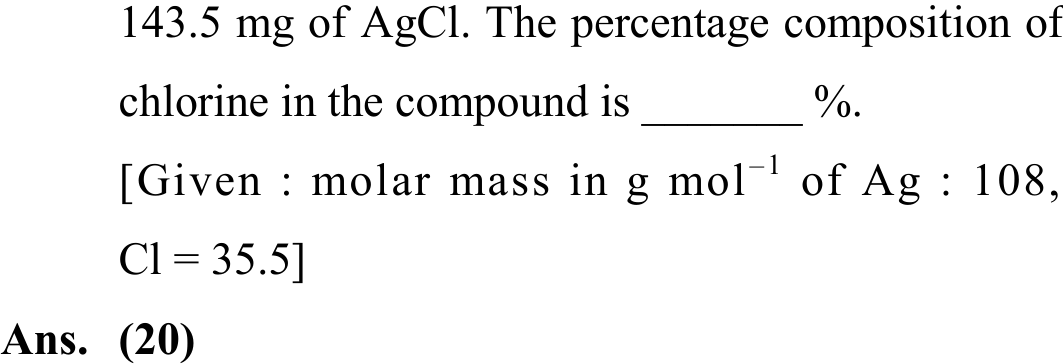 143.5 mg of AgCl. The percentage composition of
chlorine in the compound is _______ %.
[Given : molar mass in g mol⁻¹ of Ag : 108,
Cl = 35.5]
Ans. (20)